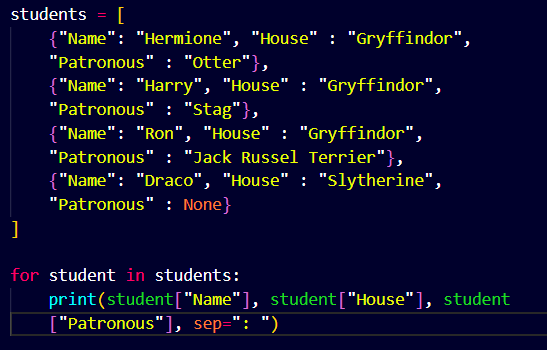 students = [
    {"Name": "Hermione", "House" : "Gryffindor",
    "Patronous" : "Otter"},
    {"Name": "Harry", "House" : "Gryffindor",
    "Patronous" : "Stag"},
    {"Name": "Ron", "House" : "Gryffindor",
    "Patronous" : "Jack Russel Terrier"},
    {"Name": "Draco", "House" : "Slytherine",
    "Patronous" : None}
]
for student in students:
    print(student["Name"], student["House"], student
    ["Patronous"], sep=": ")